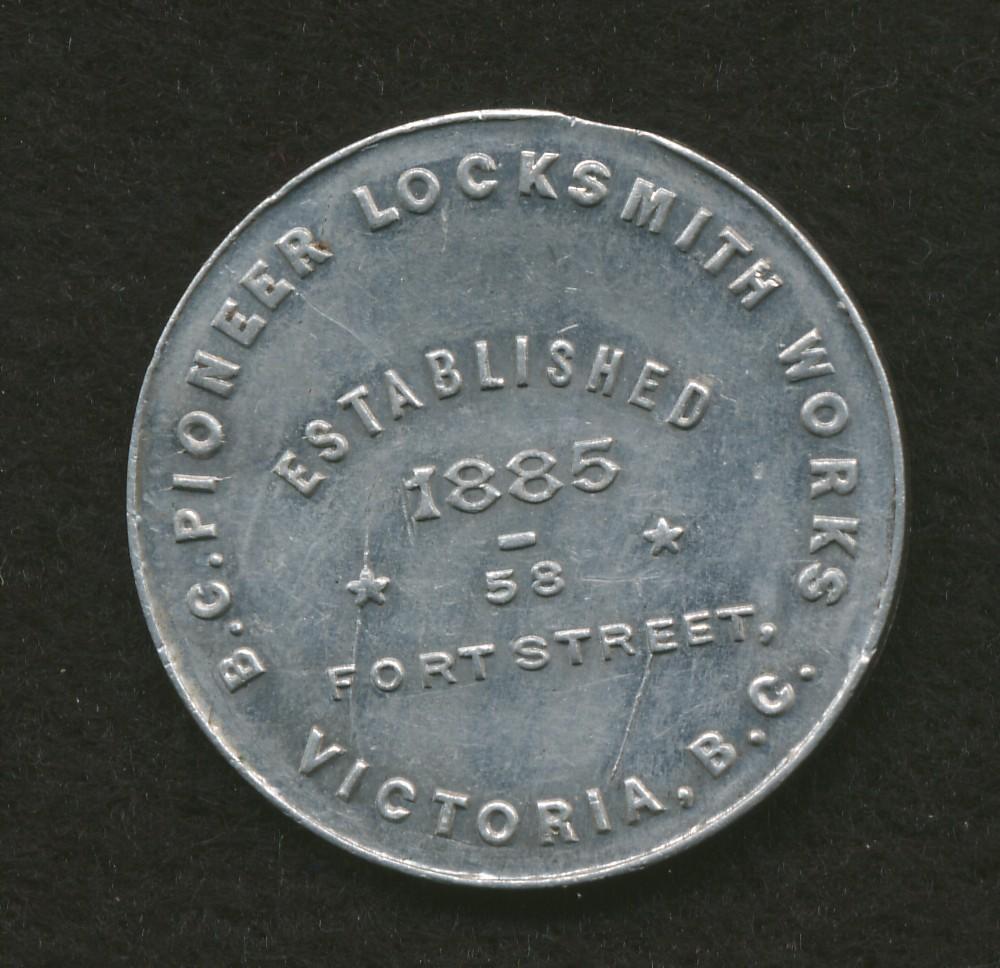 B.C. PIONEER LOCKSMITH WORKS
ESTABLISHED
1885
–
58
FORT STREET,
VICTORIA, B.C.